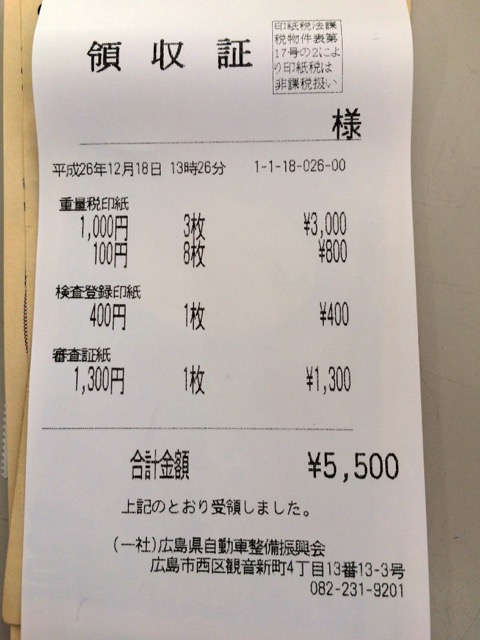 領収証
印紙税法課
税物件表第
17号の2によ
り印紙税は
非課税扱い
様
平成26年12月18日 13時26分 1-1-18-026-00
重量税印紙
1,000円 3枚 ¥3,000
100円 8枚 ¥800
検査登録印紙
400円 1枚 ¥400
審査証紙
1,300円 1枚 ¥1,300
合計金額 ¥5,500
上記のとおり受領しました。
(一社)広島県自動車整備振興会
広島市西区観音新町4丁目13番13-3号
082-231-9201